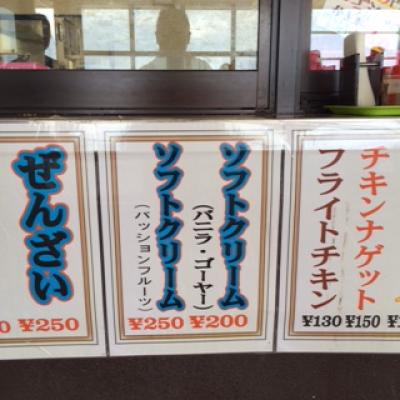 ぜんざい
¥250
ソフトクリーム
(バニラ・ゴーヤー)
¥200
ソフトクリーム
(パッションフルーツ)
¥250
チキンナゲット
¥150
フライトチキン
¥130